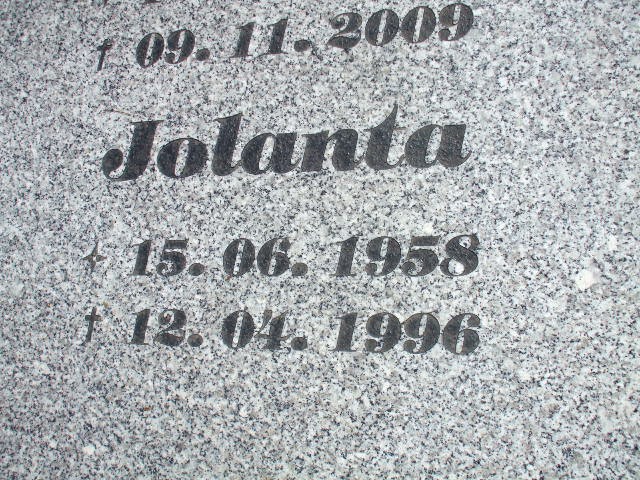 † 09. 11. 2009
Jolanta
✦ 15. 06. 1958
† 12. 04. 1996